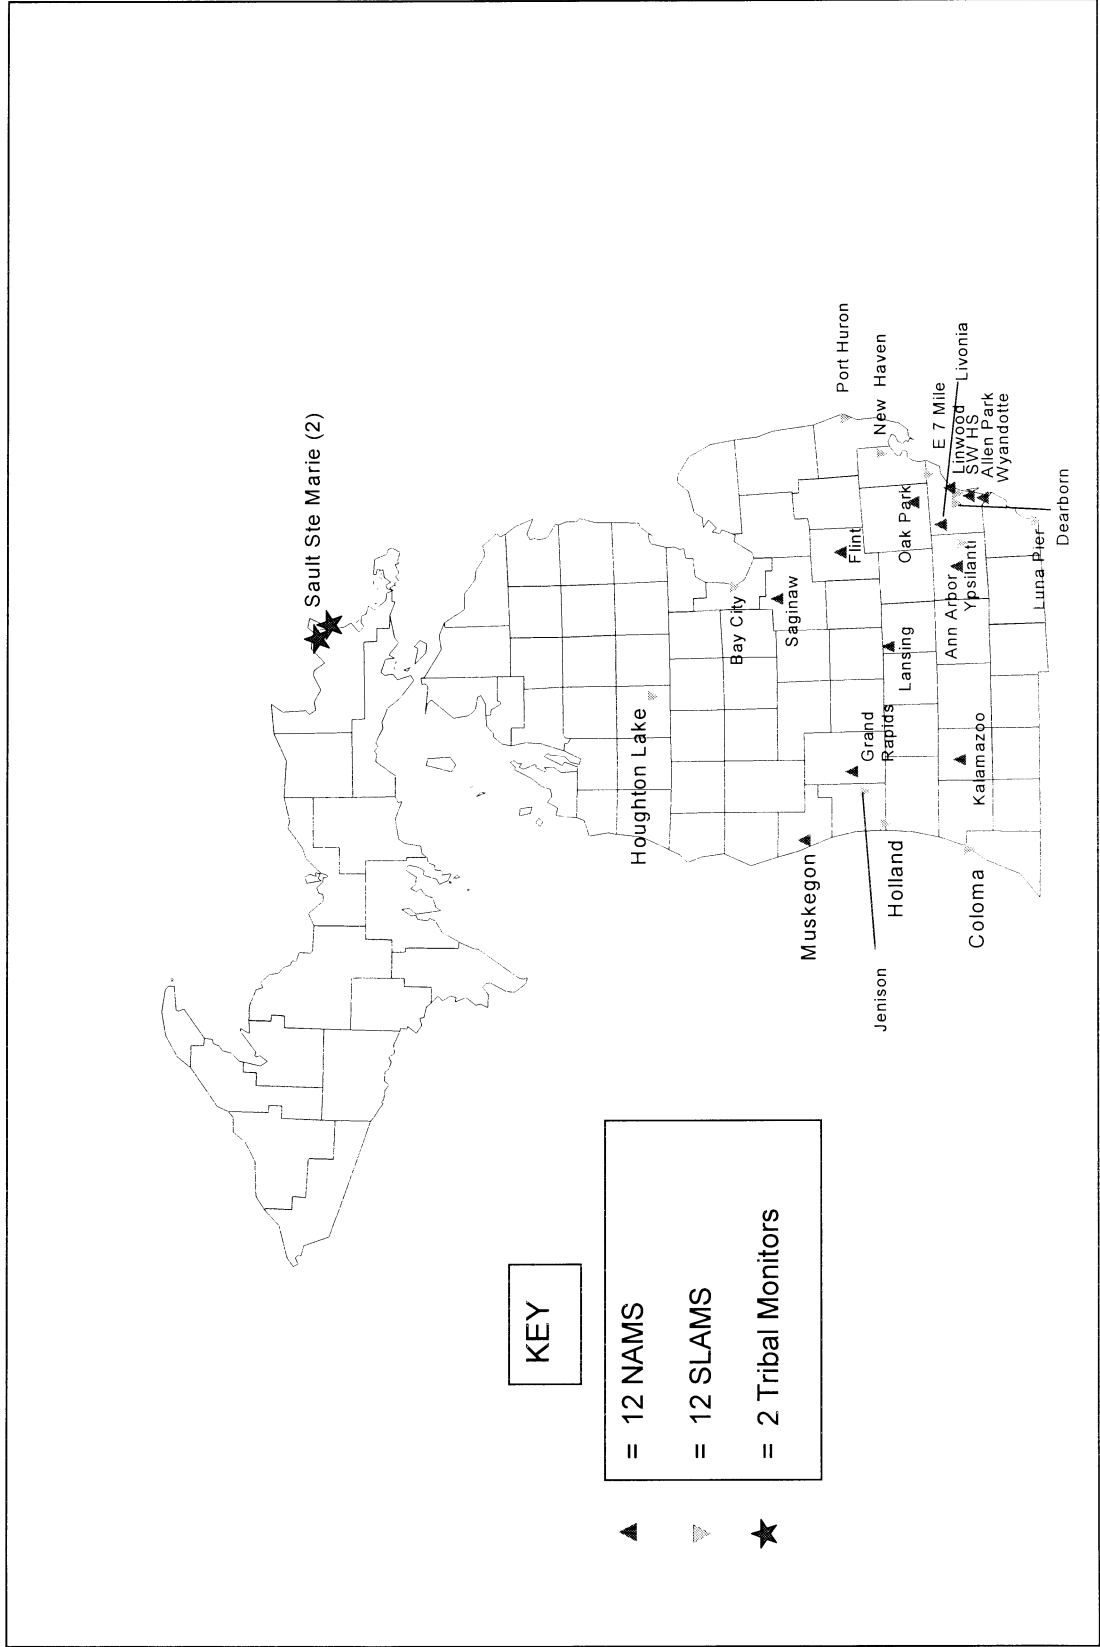 Sault Ste Marie (2)
Houghton Lake
Bay City
Saginaw
Port Huron
New Haven
Flint
Oak Park
E 7 Mile
Livonia
Linwood
SW HS
Allen Park
Wyandotte
Dearborn
Luna Pier
Ypsilanti
Ann Arbor
Lansing
Grand
Rapids
Kalamazoo
Muskegon
Holland
Coloma
Jenison
KEY
= 12 NAMS
= 12 SLAMS
= 2 Tribal Monitors